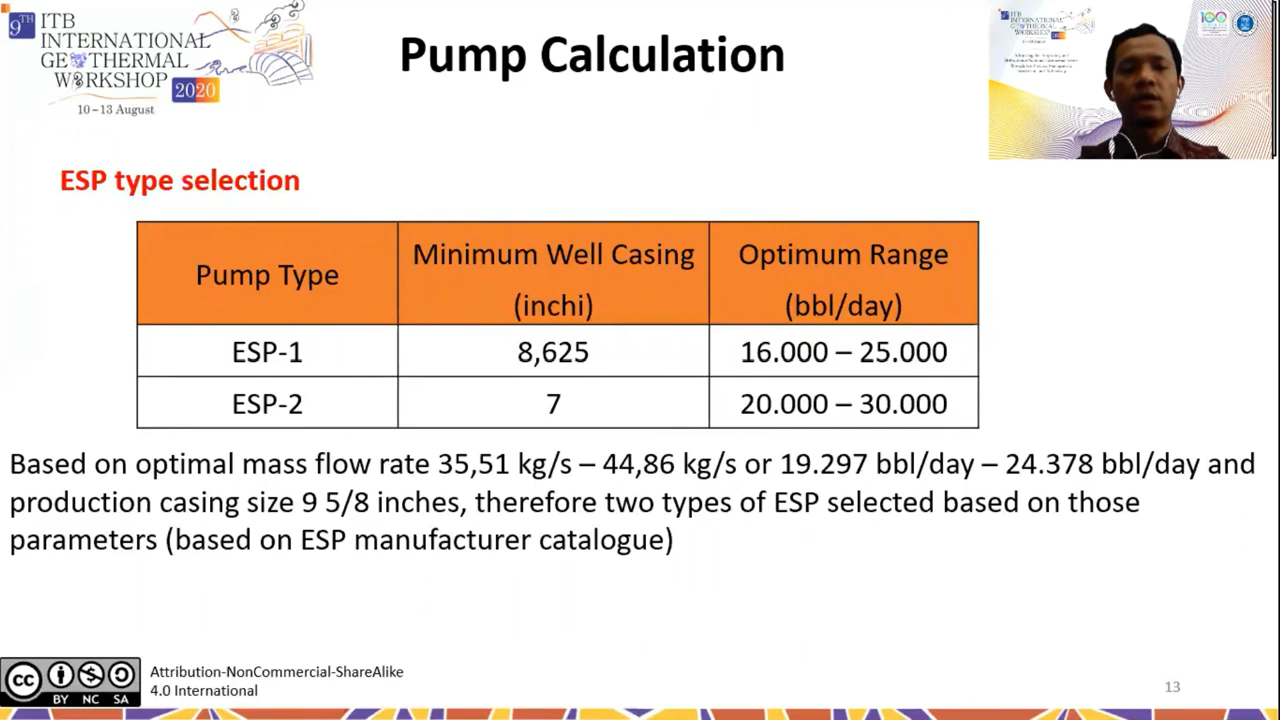 9TH ITB
INTERNATIONAL
GEOTHERMAL
WORKSHOP 2020
10 – 13 August
Pump Calculation
ESP type selection
Pump Type
Minimum Well Casing
(inchi)
Optimum Range
(bbl/day)
ESP-1
8,625
16.000 – 25.000
ESP-2
7
20.000 – 30.000
Based on optimal mass flow rate 35,51 kg/s – 44,86 kg/s or 19.297 bbl/day – 24.378 bbl/day and
production casing size 9 5/8 inches, therefore two types of ESP selected based on those
parameters (based on ESP manufacturer catalogue)
cc BY NC SA
Attribution-NonCommercial-ShareAlike
4.0 International
13